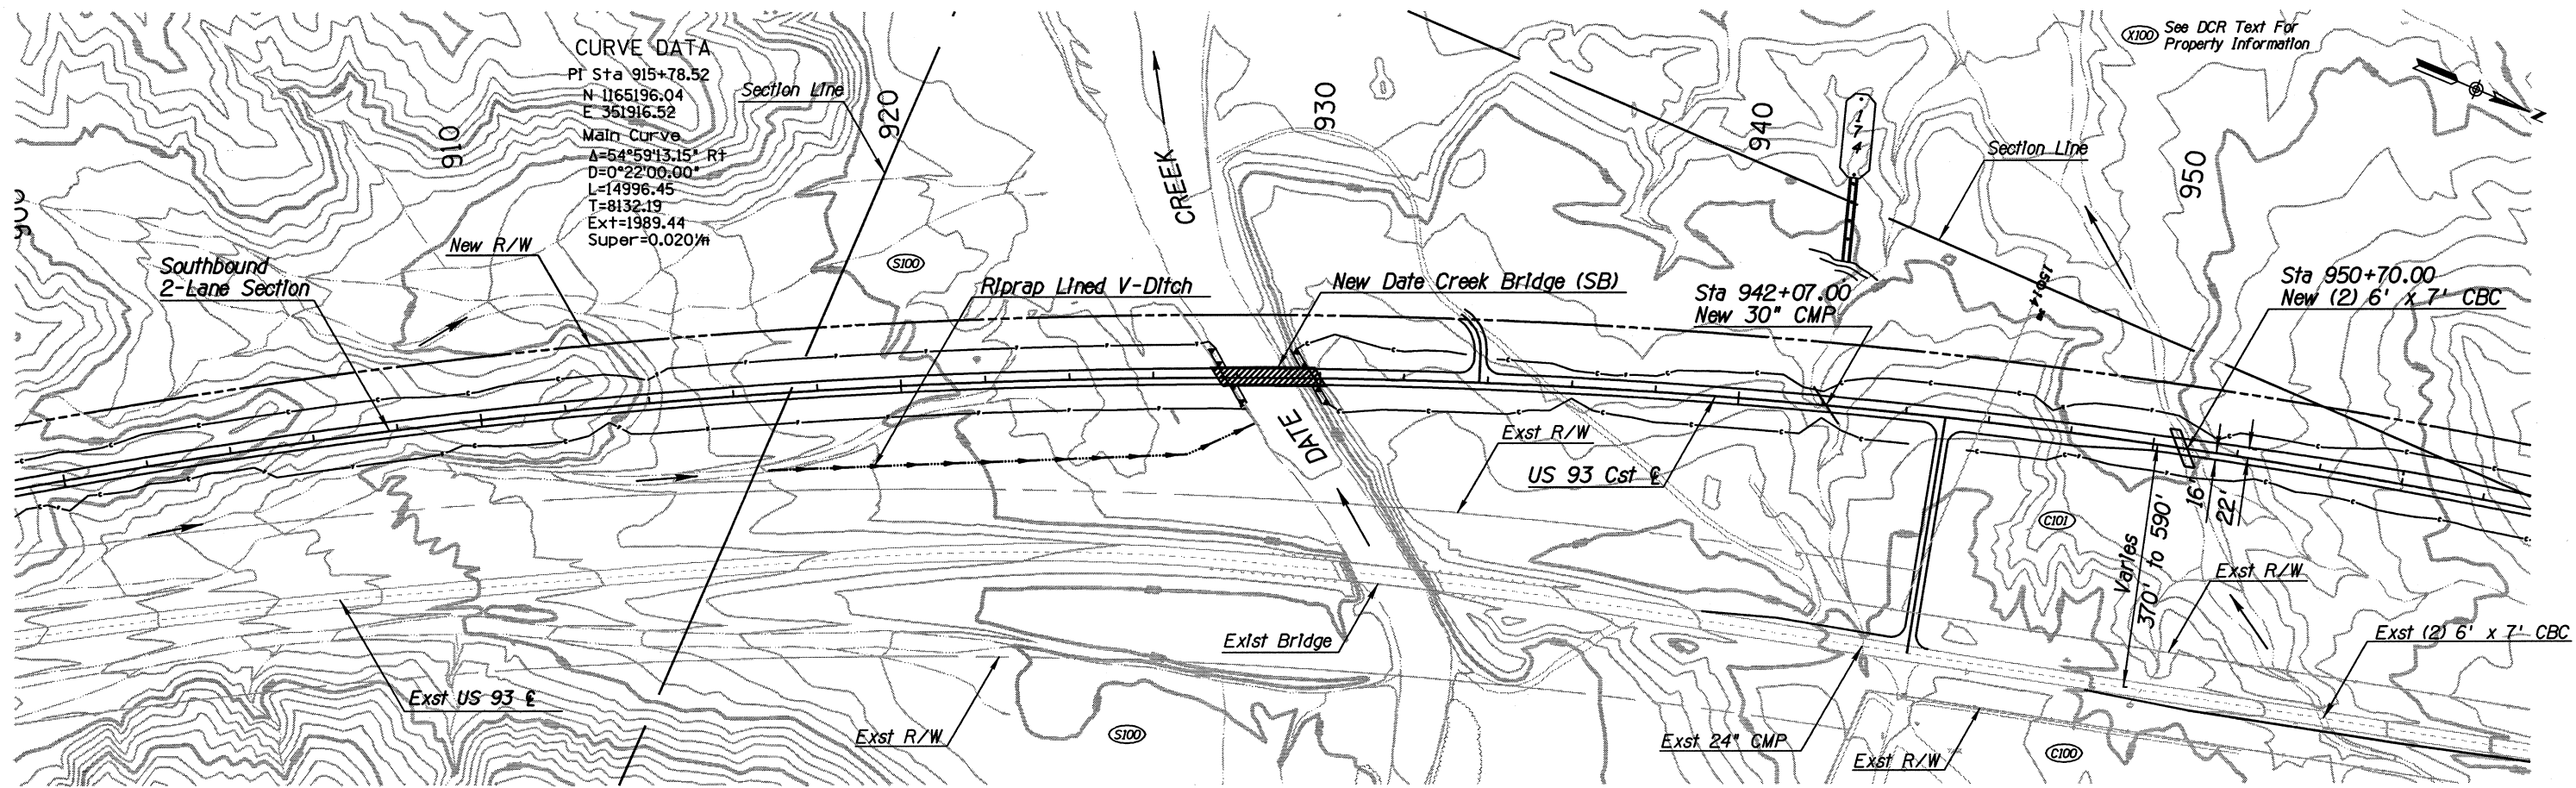 CURVE DATA
PI Sta 915+78.52
N 1165196.04
E 351916.52
Main Curve
Δ=54°59'13.15" Rt
D=0°22'00.00"
L=14996.45
T=8132.19
Ext=1989.44
Super=0.020'/ft
Section Line
900
910
920
930
940
950
CREEK
DATE
174
X100
See DCR Text For
Property Information
N
Section Line
New R/W
Southbound
2-Lane Section
S100
Riprap Lined V-Ditch
New Date Creek Bridge (SB)
Sta 942+07.00
New 30" CMP
Sta 950+70.00
New (2) 6' x 7' CBC
Exst R/W
US 93 Cst ℄
C101
16'
22'
Varies
370' to 590'
Exst R/W
Exst (2) 6' x 7' CBC
Exist Bridge
Exst US 93 ℄
Exst R/W
S100
Exst 24" CMP
Exst R/W
C100